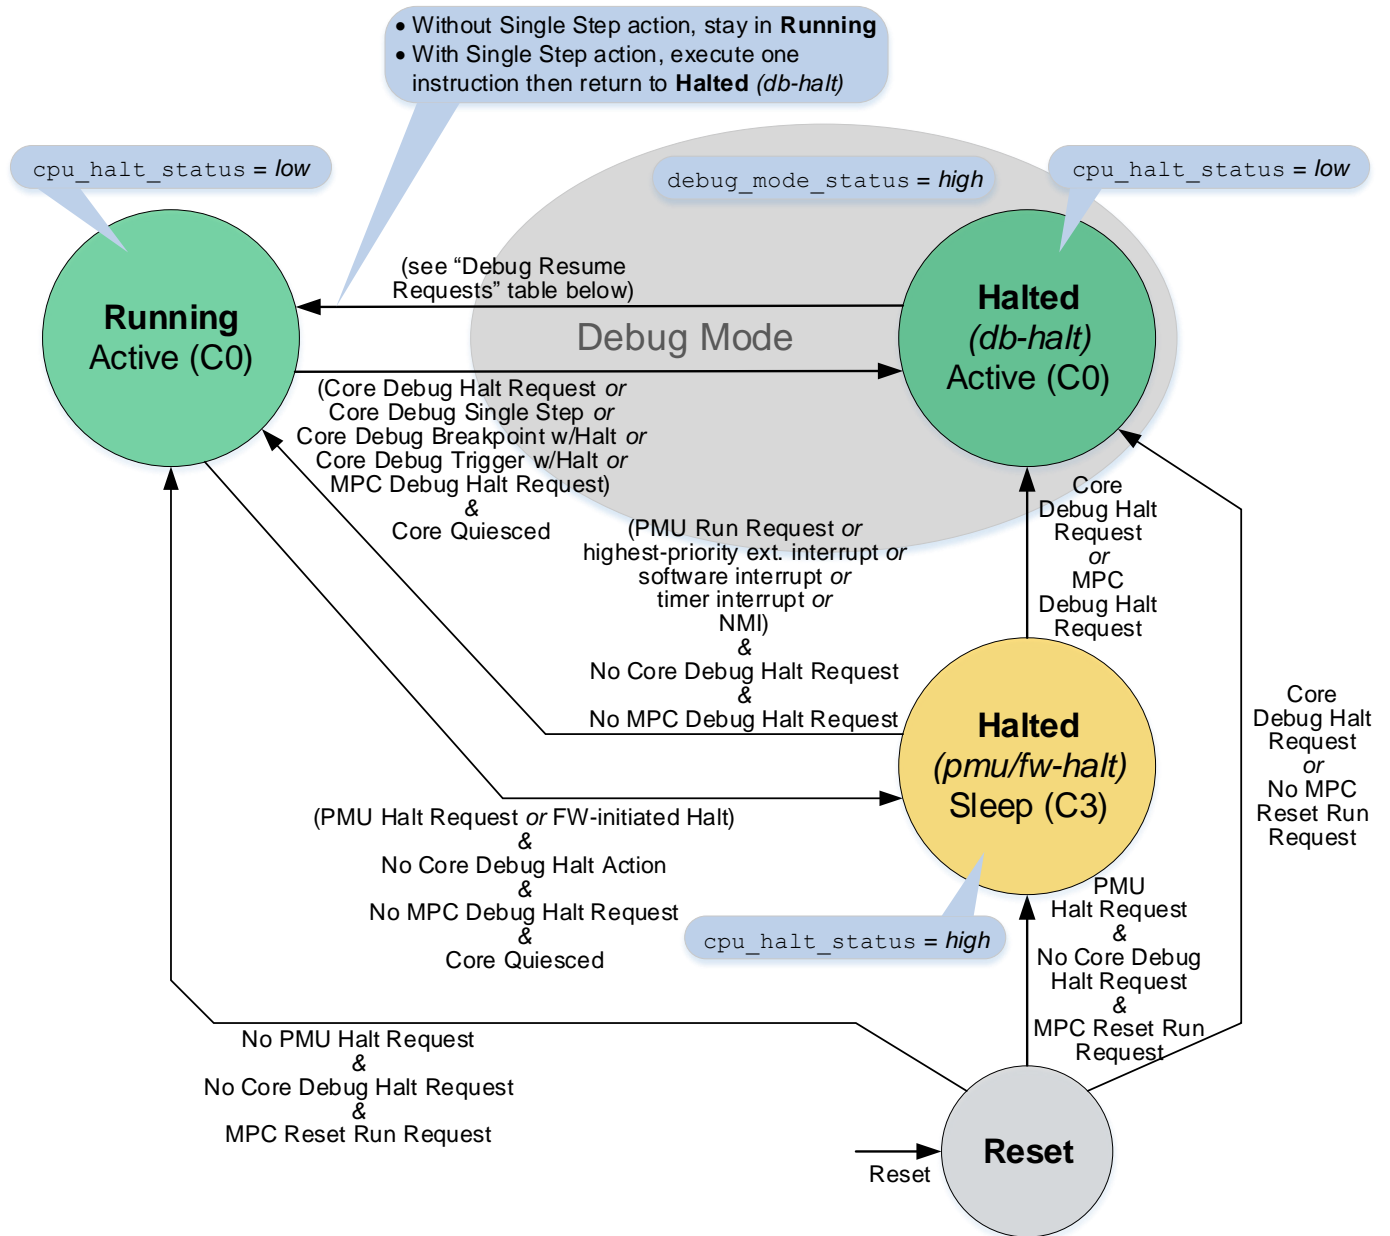 • Without Single Step action, stay in Running
• With Single Step action, execute one
instruction then return to Halted (db-halt)
cpu_halt_status = low
debug_mode_status = high
cpu_halt_status = low
(see “Debug Resume
Requests” table below)
Running
Active (C0)
Debug Mode
Halted
(db-halt)
Active (C0)
(Core Debug Halt Request or
Core Debug Single Step or
Core Debug Breakpoint w/Halt or
Core Debug Trigger w/Halt or
MPC Debug Halt Request)
&
Core Quiesced
(PMU Run Request or
highest-priority ext. interrupt or
software interrupt or
timer interrupt or
NMI)
&
No Core Debug Halt Request
&
No MPC Debug Halt Request
Core
Debug Halt
Request
or
MPC
Debug Halt
Request
Core
Debug Halt
Request
or
No MPC
Reset Run
Request
Halted
(pmu/fw-halt)
Sleep (C3)
(PMU Halt Request or FW-initiated Halt)
&
No Core Debug Halt Action
&
No MPC Debug Halt Request
&
Core Quiesced
cpu_halt_status = high
PMU
Halt Request
&
No Core Debug
Halt Request
&
MPC Reset Run
Request
No PMU Halt Request
&
No Core Debug Halt Request
&
MPC Reset Run Request
Reset
Reset